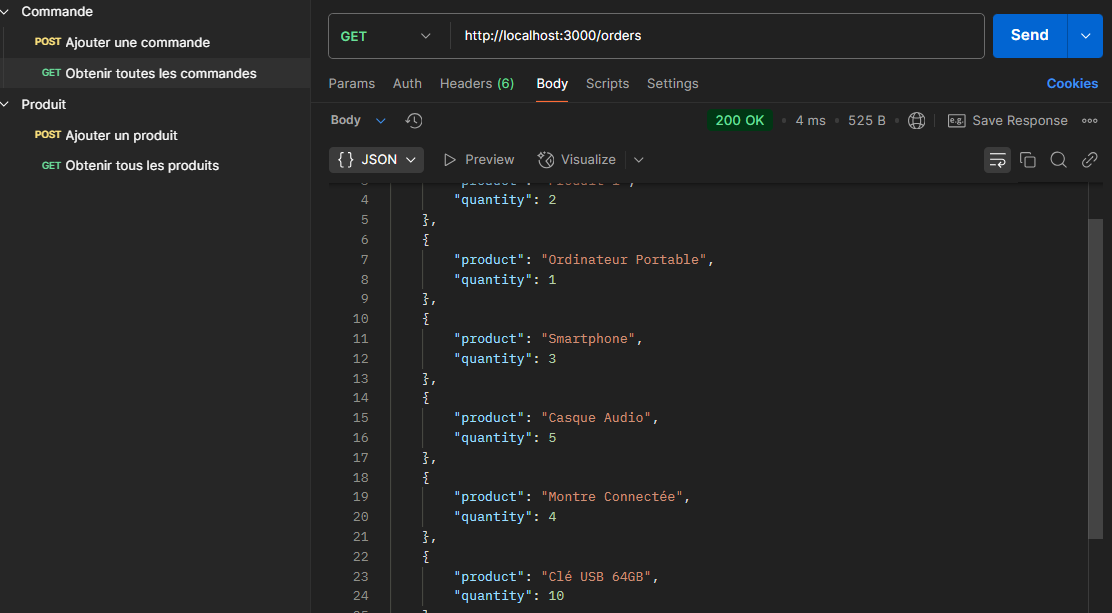 Commande
POST Ajouter une commande
GET Obtenir toutes les commandes
Produit
POST Ajouter un produit
GET Obtenir tous les produits
GET http://localhost:3000/orders Send
Params Auth Headers (6) Body Scripts Settings Cookies
Body 200 OK 4 ms 525 B e.g. Save Response
{} JSON Preview Visualize
4 "quantity": 2
5 },
6 {
7 "product": "Ordinateur Portable",
8 "quantity": 1
9 },
10 {
11 "product": "Smartphone",
12 "quantity": 3
13 },
14 {
15 "product": "Casque Audio",
16 "quantity": 5
17 },
18 {
19 "product": "Montre Connectée",
20 "quantity": 4
21 },
22 {
23 "product": "Clé USB 64GB",
24 "quantity": 10